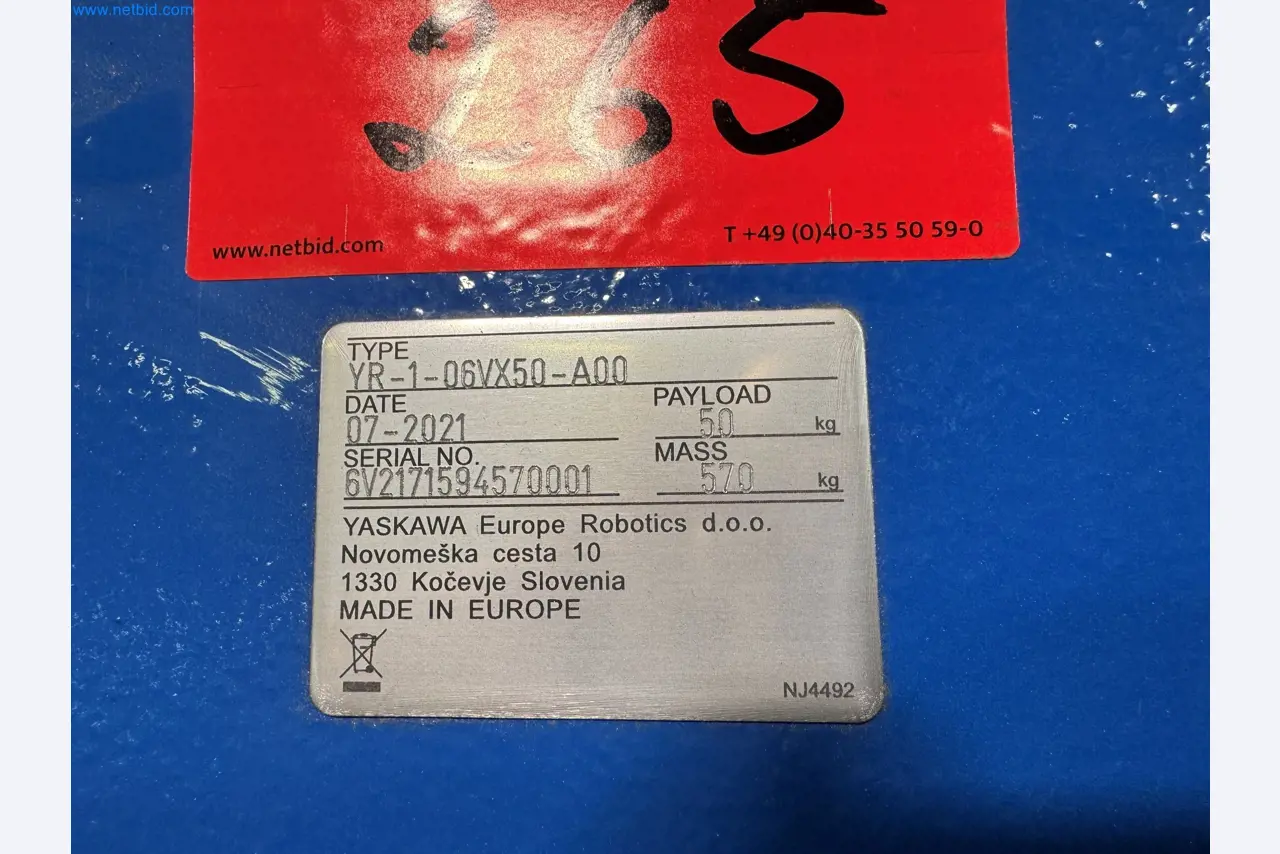 www.netbid.com
265
www.netbid.com
T +49 (0)40-35 50 59-0
TYPE
YR-1-06VX50-A00
DATE
07-2021
PAYLOAD
50 kg
SERIAL NO.
6V2171594570001
MASS
570 kg
YASKAWA Europe Robotics d.o.o.
Novomeška cesta 10
1330 Kočevje Slovenia
MADE IN EUROPE
NJ4492